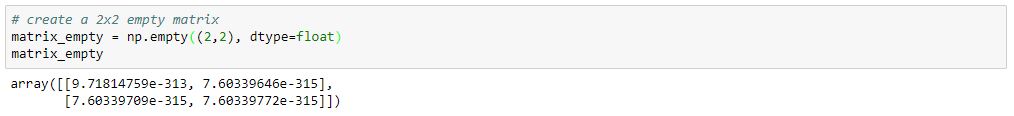 # create a 2x2 empty matrix
matrix_empty = np.empty((2,2), dtype=float)
matrix_empty
array([[9.71814759e-313, 7.60339646e-315],
       [7.60339709e-315, 7.60339772e-315]])